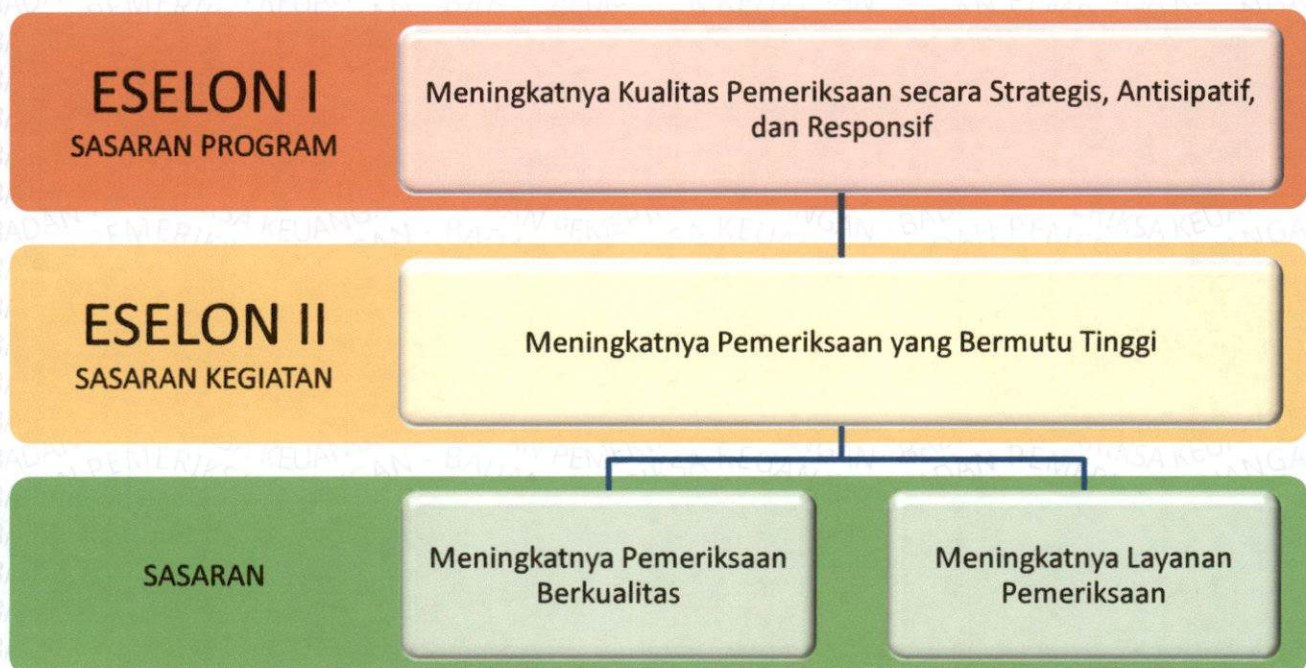 ESELON I
SASARAN PROGRAM
Meningkatnya Kualitas Pemeriksaan secara Strategis, Antisipatif,
dan Responsif
ESELON II
SASARAN KEGIATAN
Meningkatnya Pemeriksaan yang Bermutu Tinggi
SASARAN
Meningkatnya Pemeriksaan
Berkualitas
Meningkatnya Layanan
Pemeriksaan